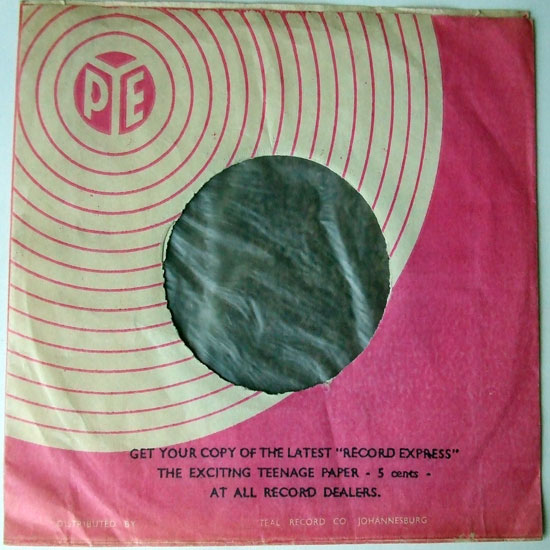 PYE
GET YOUR COPY OF THE LATEST "RECORD EXPRESS"
THE EXCITING TEENAGE PAPER - 5 cents -
AT ALL RECORD DEALERS.
DISTRIBUTED BY TEAL RECORD CO JOHANNESBURG